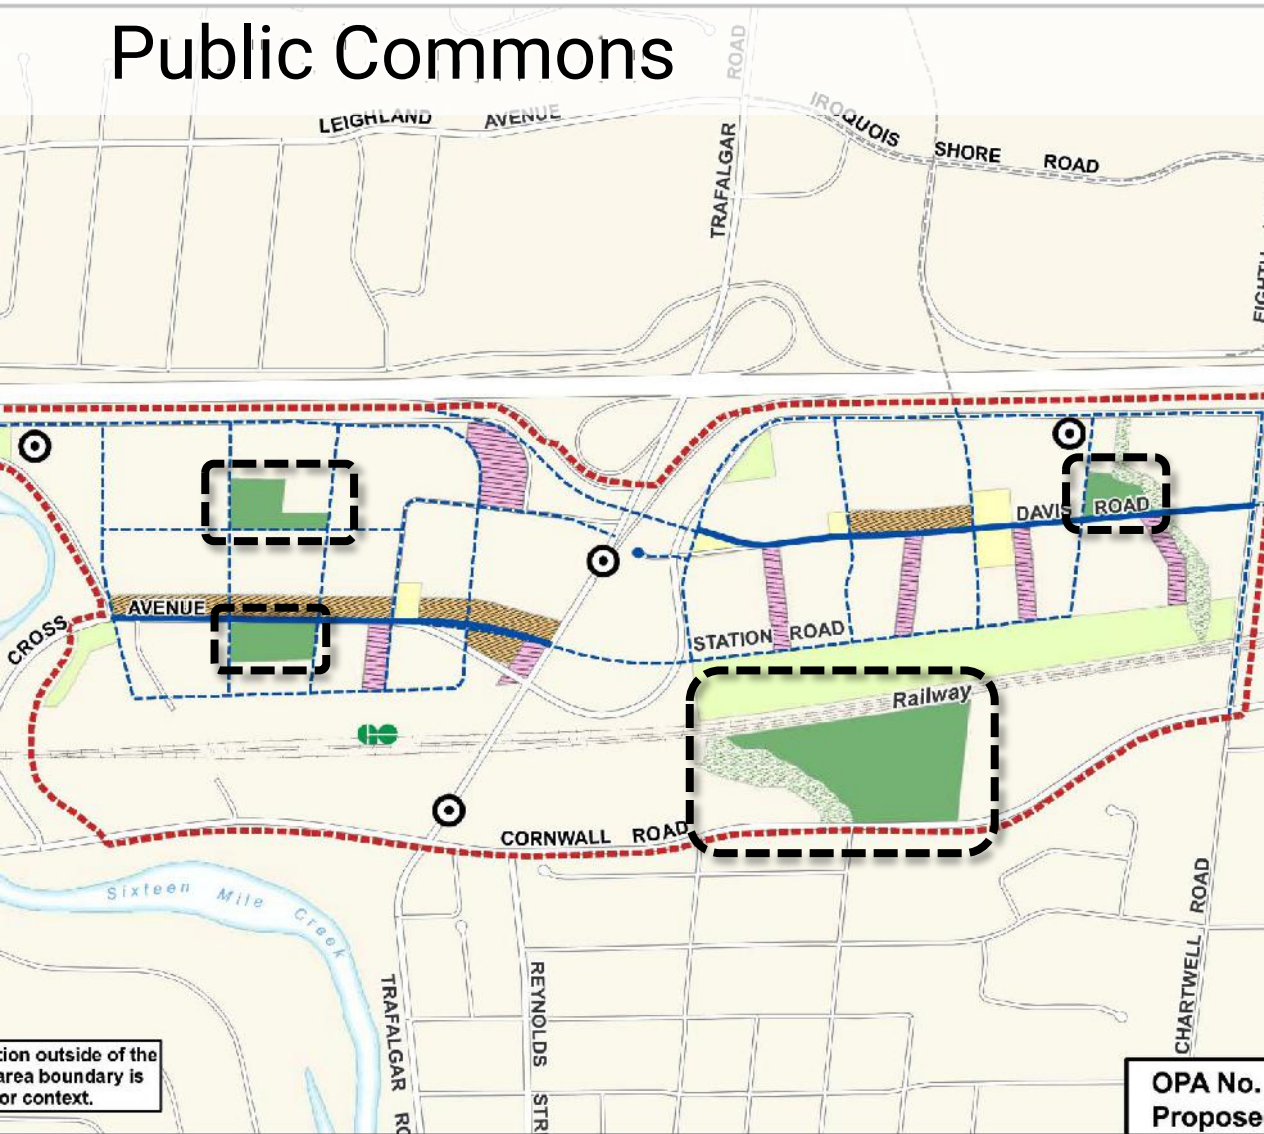 Public Commons
ROAD
LEIGHLAND AVENUE
IROQUOIS SHORE ROAD
TRAFALGAR
DAVIS ROAD
AVENUE
CROSS
STATION ROAD
Railway
GO
CORNWALL ROAD
Sixteen Mile Creek
CHARTWELL ROAD
TRAFALGAR RO
REYNOLDS STR
tion outside of the
area boundary is
or context.
OPA No.
Propose